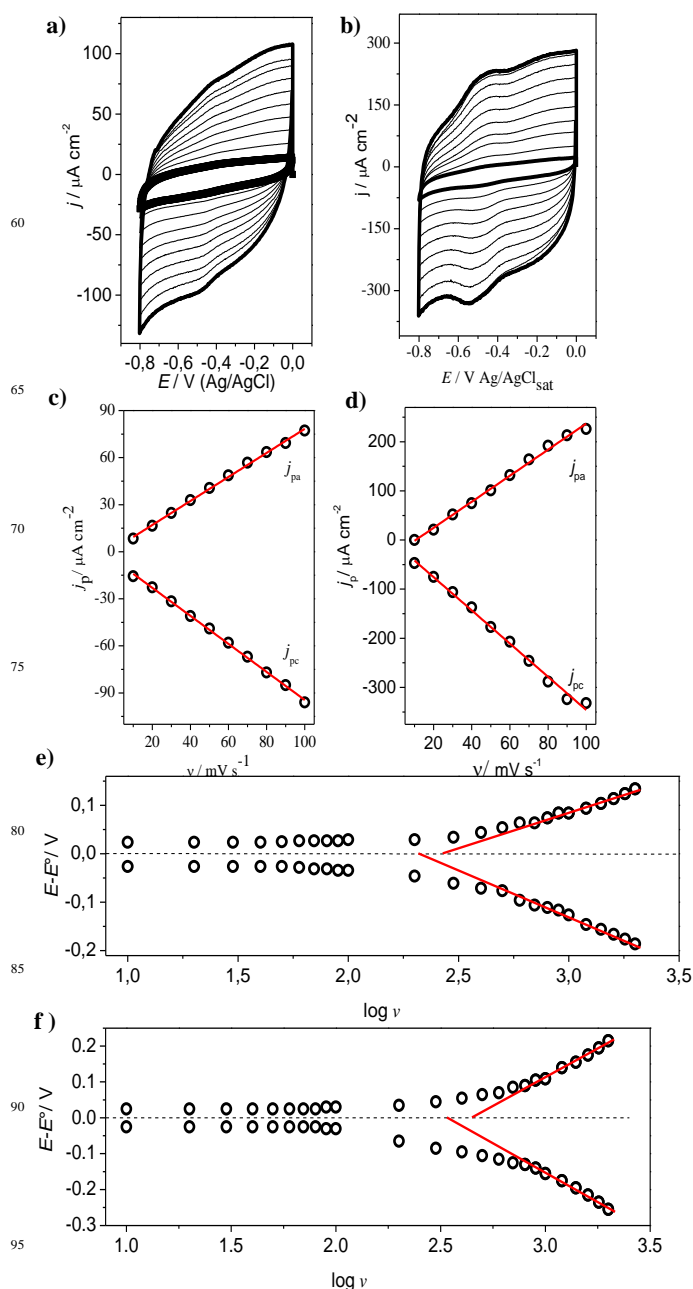 a) b)
100
50
0
-50
-100
j / µA cm-2
-0,8 -0,6 -0,4 -0,2 0,0
E / V (Ag/AgCl)
300
150
0
-150
-300
j / µA cm-2
-0.8 -0.6 -0.4 -0.2 0.0
E / V Ag/AgClsat
60
65
c) d)
90
60
30
0
-30
-60
-90
jp/ µA cm-2
jpa
jpc
20 40 60 80 100
ν / mV s-1
200
100
0
-100
-200
-300
jp/ µA cm-2
jpa
jpc
20 40 60 80 100
ν/ mV s-1
70
75
e)
0,1
0,0
-0,1
-0,2
E-E°/ V
1,0 1,5 2,0 2,5 3,0 3,5
log v
80
85
f )
0.2
0.1
0.0
-0.1
-0.2
-0.3
E-E°/ V
1.0 1.5 2.0 2.5 3.0 3.5
log v
90
95